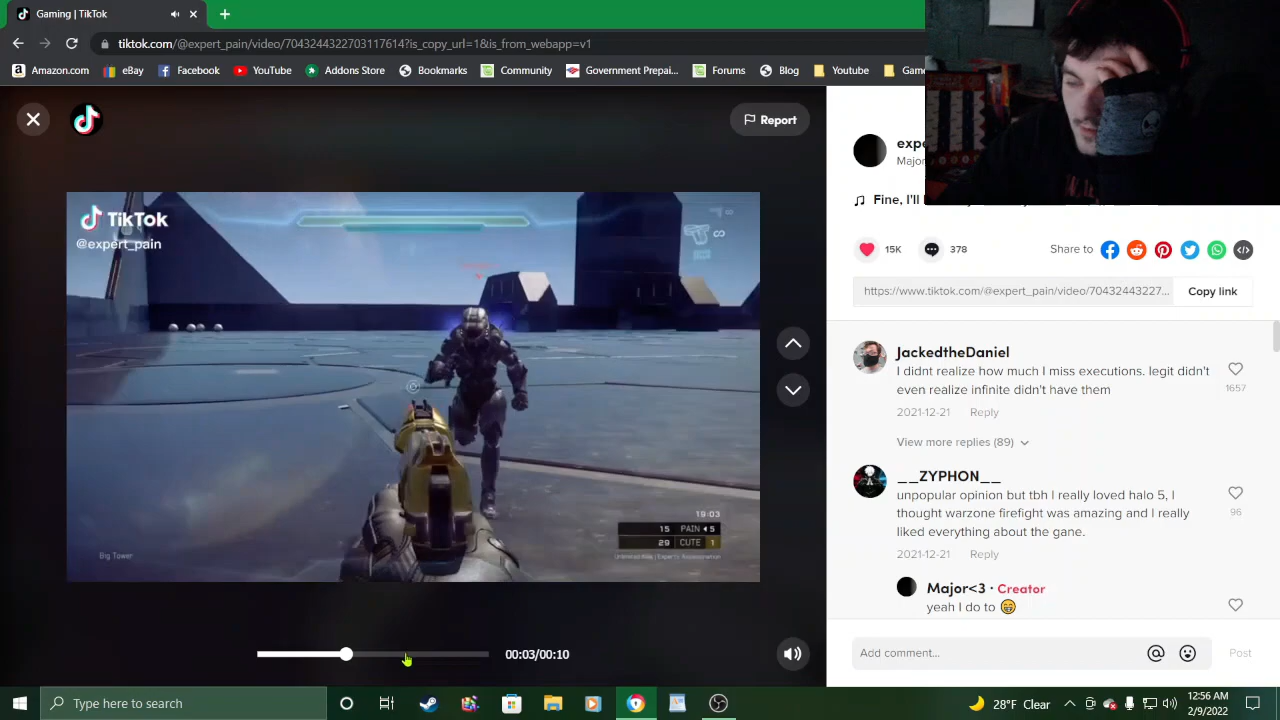 Gaming | TikTok
tiktok.com/@expert_pain/video/7043244322703117614?is_copy_url=1&is_from_webapp=v1
Amazon.com eBay Facebook YouTube Addons Store Bookmarks Community Government Prepai... Forums Blog Youtube Game
Report
TikTok
@expert_pain
19:03
15 PAIN 5
29 CUTE 1
Big Tower
00:03/00:10
expe
Major
Fine, I'll
15K 378 Share to
https://www.tiktok.com/@expert_pain/video/70432443227... Copy link
JackedtheDaniel
I didnt realize how much I miss executions. legit didn't
even realize infinite didn't have them
1657
2021-12-21 Reply
View more replies (89)
__ZYPHON__
unpopular opinion but tbh I really loved halo 5, I
thought warzone firefight was amazing and I really
liked everything about the gane.
96
2021-12-21 Reply
Major<3 · Creator
yeah I do to 😁
Add comment... Post
Type here to search
28°F Clear
12:56 AM
2/9/2022